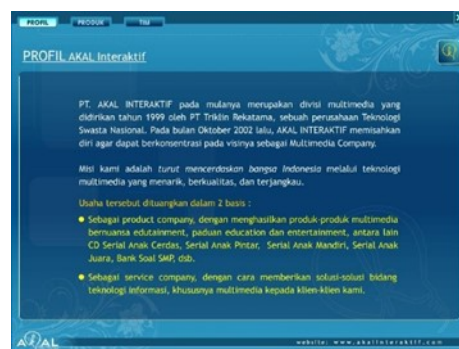 PROFIL PRODUK TIM
PROFIL AKAL Interaktif
PT. AKAL INTERAKTIF pada mulanya merupakan divisi multimedia yang
didirikan tahun 1999 oleh PT Triklin Rekatama, sebuah perusahaan Teknologi
Swasta Nasional. Pada bulan Oktober 2002 lalu, AKAL INTERAKTIF memisahkan
diri agar dapat berkonsentrasi pada visinya sebagai Multimedia Company.
Misi kami adalah turut mencerdaskan bangsa Indonesia melalui teknologi
multimedia yang menarik, berkualitas, dan terjangkau.
Usaha tersebut dituangkan dalam 2 basis :
Sebagai product company, dengan menghasilkan produk-produk multimedia
bernuansa edutainment, paduan education dan entertainment, antara lain
CD Serial Anak Cerdas, Serial Anak Pintar, Serial Anak Mandiri, Serial Anak
Juara, Bank Soal SMP, dsb.
Sebagai service company, dengan cara memberikan solusi-solusi bidang
teknologi informasi, khususnya multimedia kepada klien-klien kami.
AKAL
website: www.akalinteraktif.com